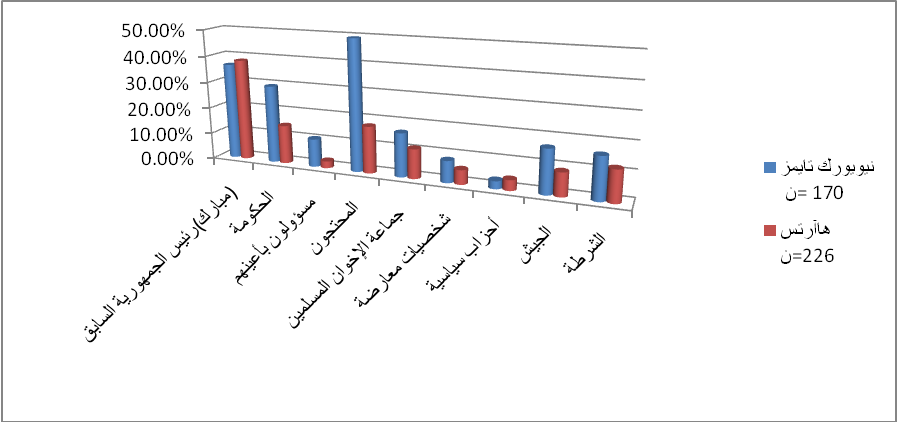 50.00%
40.00%
30.00%
20.00%
10.00%
0.00%
رئيس الجمهورية السابق(مبارك)
الحكومة
مسؤولون بأعينهم
المحتجون
جماعة الإخوان المسلمين
شخصيات معارضة
أحزاب سياسية
الجيش
الشرطة
نيويورك تايمز
ن= 170
هاآرتس
ن=226